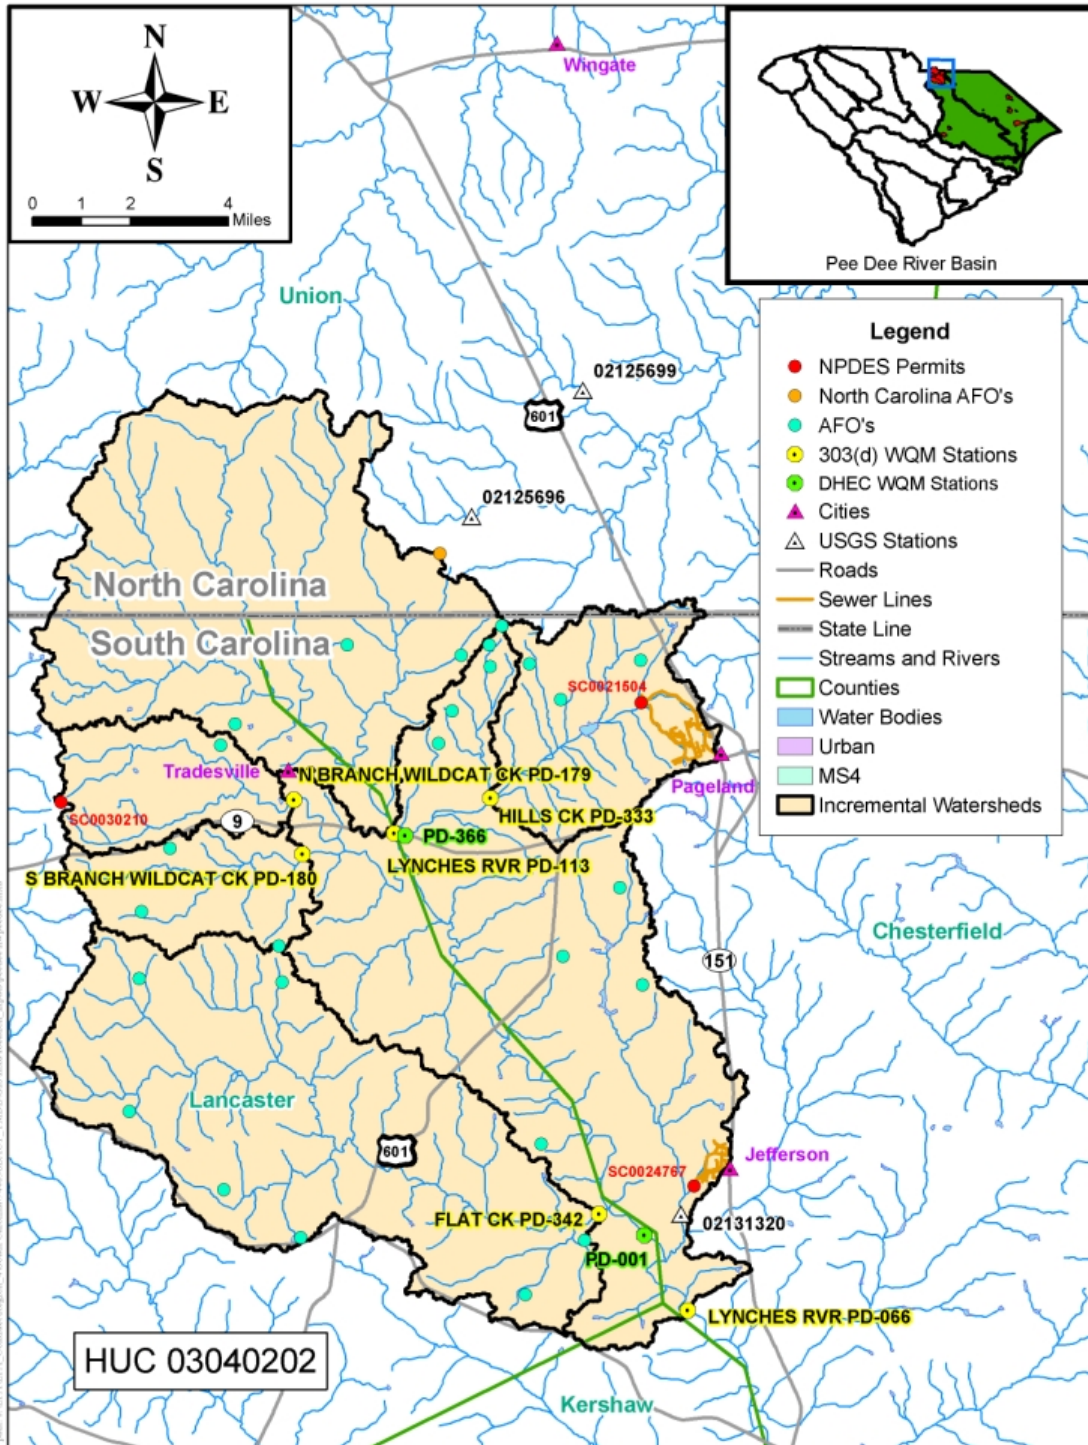 N
W E
S
0 1 2 4
Miles
Wingate
Pee Dee River Basin
Union
Legend
NPDES Permits
North Carolina AFO's
AFO's
303(d) WQM Stations
DHEC WQM Stations
Cities
USGS Stations
Roads
Sewer Lines
State Line
Streams and Rivers
Counties
Water Bodies
Urban
MS4
Incremental Watersheds
02125699
601
02125696
North Carolina
South Carolina
SC0021504
Tradesville
N BRANCH WILDCAT CK PD-179
Pageland
SC0030210
9
HILLS CK PD-333
PD-366
LYNCHES RVR PD-113
S BRANCH WILDCAT CK PD-180
Chesterfield
151
Lancaster
601
Jefferson
SC0024767
FLAT CK PD-342
02131320
PD-001
LYNCHES RVR PD-066
HUC 03040202
Kershaw